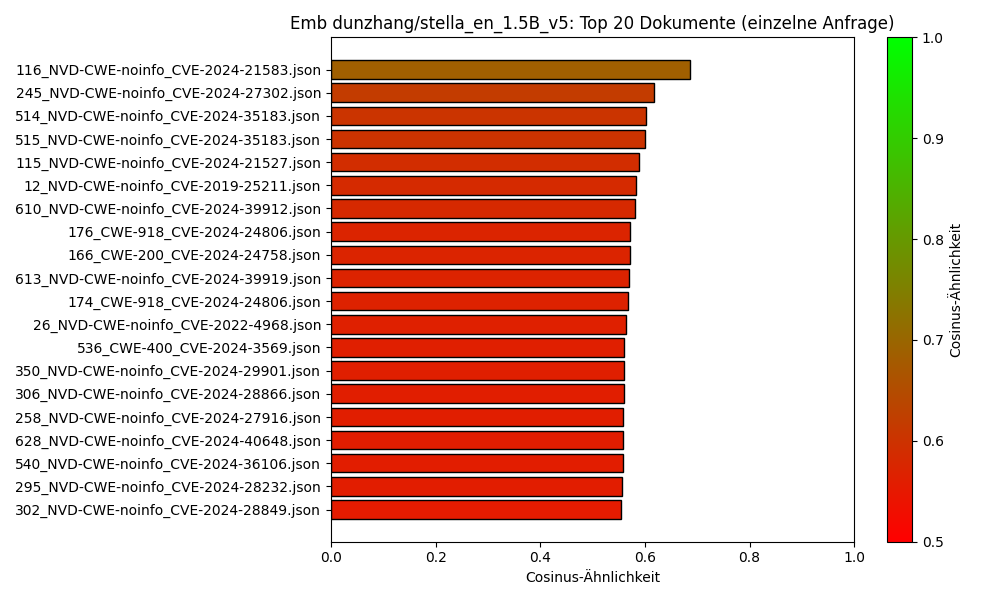 Emb dunzhang/stella_en_1.5B_v5: Top 20 Dokumente (einzelne Anfrage)
116_NVD-CWE-noinfo_CVE-2024-21583.json
245_NVD-CWE-noinfo_CVE-2024-27302.json
514_NVD-CWE-noinfo_CVE-2024-35183.json
515_NVD-CWE-noinfo_CVE-2024-35183.json
115_NVD-CWE-noinfo_CVE-2024-21527.json
12_NVD-CWE-noinfo_CVE-2019-25211.json
610_NVD-CWE-noinfo_CVE-2024-39912.json
176_CWE-918_CVE-2024-24806.json
166_CWE-200_CVE-2024-24758.json
613_NVD-CWE-noinfo_CVE-2024-39919.json
174_CWE-918_CVE-2024-24806.json
26_NVD-CWE-noinfo_CVE-2022-4968.json
536_CWE-400_CVE-2024-3569.json
350_NVD-CWE-noinfo_CVE-2024-29901.json
306_NVD-CWE-noinfo_CVE-2024-28866.json
258_NVD-CWE-noinfo_CVE-2024-27916.json
628_NVD-CWE-noinfo_CVE-2024-40648.json
540_NVD-CWE-noinfo_CVE-2024-36106.json
295_NVD-CWE-noinfo_CVE-2024-28232.json
302_NVD-CWE-noinfo_CVE-2024-28849.json
0.0 0.2 0.4 0.6 0.8 1.0
Cosinus-Ähnlichkeit
1.0
0.9
0.8
0.7
0.6
0.5
Cosinus-Ähnlichkeit